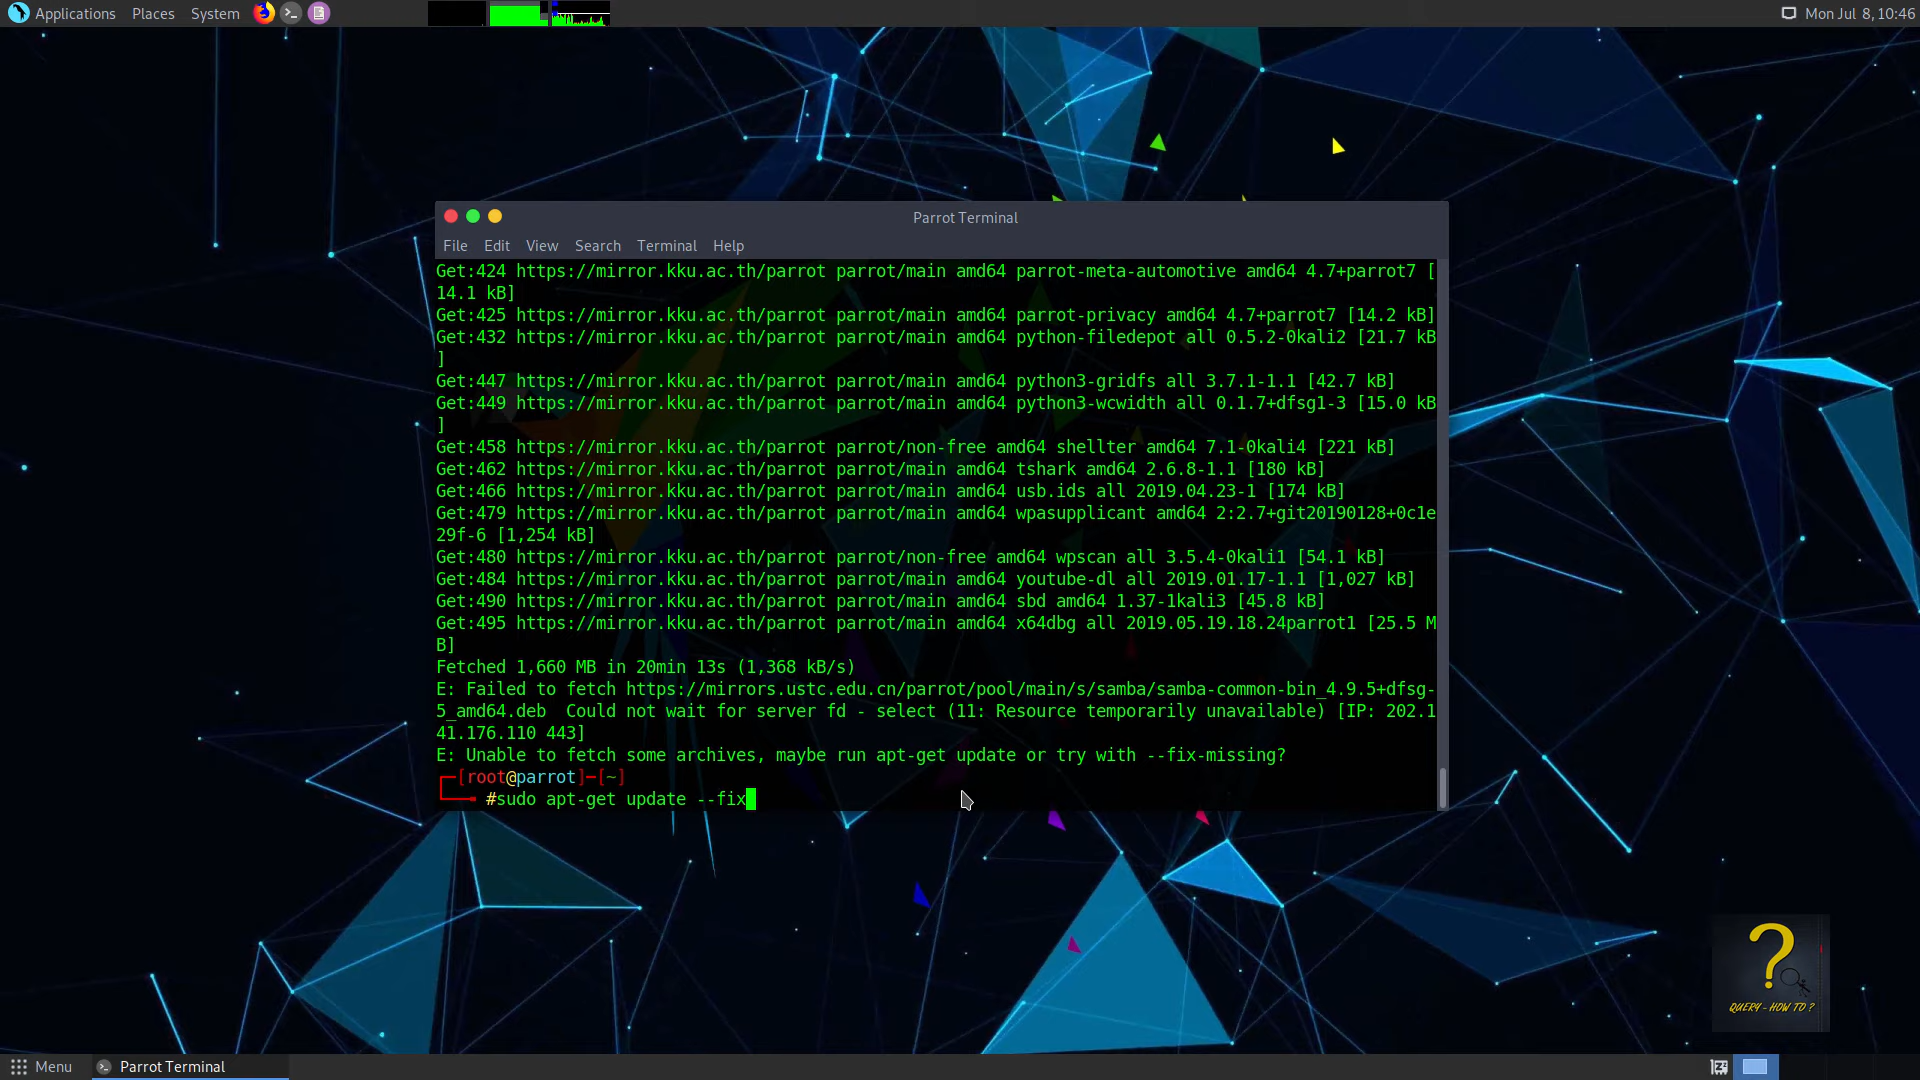 Applications Places System
Mon Jul 8, 10:46
Parrot Terminal
File Edit View Search Terminal Help
Get:424 https://mirror.kku.ac.th/parrot parrot/main amd64 parrot-meta-automotive amd64 4.7+parrot7 [
14.1 kB]
Get:425 https://mirror.kku.ac.th/parrot parrot/main amd64 parrot-privacy amd64 4.7+parrot7 [14.2 kB]
Get:432 https://mirror.kku.ac.th/parrot parrot/main amd64 python-filedepot all 0.5.2-0kali2 [21.7 kB
]
Get:447 https://mirror.kku.ac.th/parrot parrot/main amd64 python3-gridfs all 3.7.1-1.1 [42.7 kB]
Get:449 https://mirror.kku.ac.th/parrot parrot/main amd64 python3-wcwidth all 0.1.7+dfsg1-3 [15.0 kB
]
Get:458 https://mirror.kku.ac.th/parrot parrot/non-free amd64 shellter amd64 7.1-0kali4 [221 kB]
Get:462 https://mirror.kku.ac.th/parrot parrot/main amd64 tshark amd64 2.6.8-1.1 [180 kB]
Get:466 https://mirror.kku.ac.th/parrot parrot/main amd64 usb.ids all 2019.04.23-1 [174 kB]
Get:479 https://mirror.kku.ac.th/parrot parrot/main amd64 wpasupplicant amd64 2:2.7+git20190128+0c1e
29f-6 [1,254 kB]
Get:480 https://mirror.kku.ac.th/parrot parrot/non-free amd64 wpscan all 3.5.4-0kali1 [54.1 kB]
Get:484 https://mirror.kku.ac.th/parrot parrot/main amd64 youtube-dl all 2019.01.17-1.1 [1,027 kB]
Get:490 https://mirror.kku.ac.th/parrot parrot/main amd64 sbd amd64 1.37-1kali3 [45.8 kB]
Get:495 https://mirror.kku.ac.th/parrot parrot/main amd64 x64dbg all 2019.05.19.18.24parrot1 [25.5 M
B]
Fetched 1,660 MB in 20min 13s (1,368 kB/s)
E: Failed to fetch https://mirrors.ustc.edu.cn/parrot/pool/main/s/samba/samba-common-bin_4.9.5+dfsg-
5_amd64.deb  Could not wait for server fd - select (11: Resource temporarily unavailable) [IP: 202.1
41.176.110 443]
E: Unable to fetch some archives, maybe run apt-get update or try with --fix-missing?
┌─[root@parrot]─[~]
└──╼ #sudo apt-get update --fix
?
QUERY - HOW TO ?
Menu Parrot Terminal